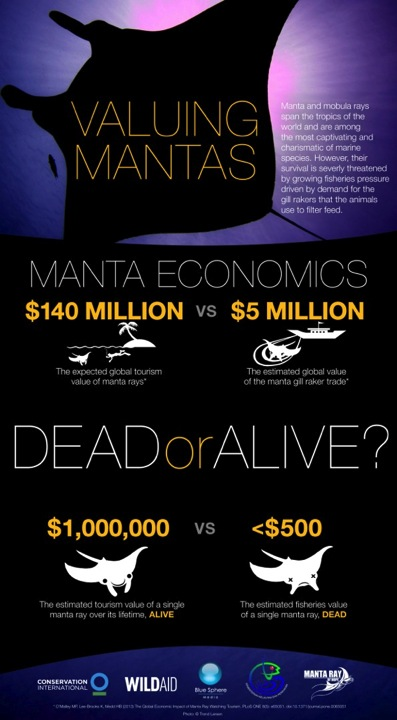 VALUING
MANTAS
Manta and mobula rays
span the tropics of the
world and are among
the most captivating and
charismatic of marine
species. However, their
survival is severly threatened
by growing fisheries pressure
driven by demand for the
gill rakers that the animals
use to filter feed.
MANTA ECONOMICS
$140 MILLION VS $5 MILLION
The expected global tourism
value of manta rays*
The estimated global value
of the manta gill raker trade*
DEADorALIVE?
$1,000,000 VS <$500
The estimated tourism value of a single
manta ray over its lifetime, ALIVE
The estimated fisheries value
of a single manta ray, DEAD
CONSERVATION
INTERNATIONAL
WILDAID
Blue Sphere
MEDIA
MANTA RAY
Photo © Trond Larsen